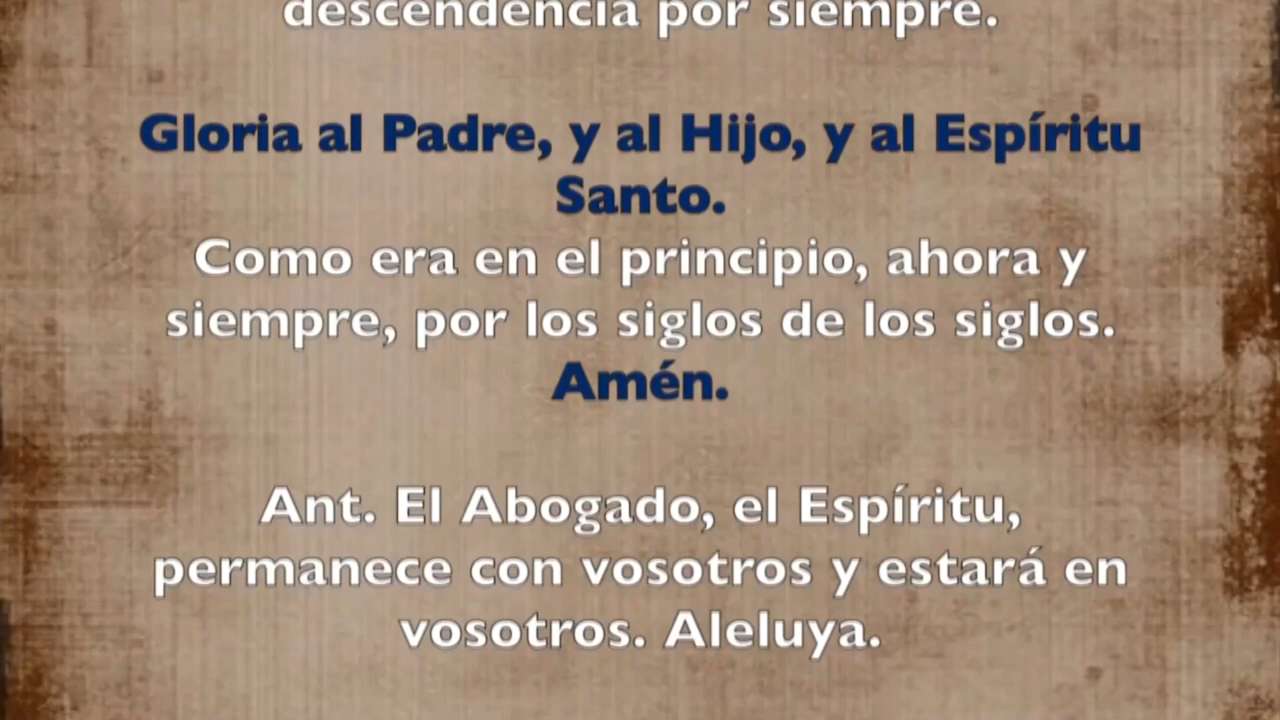 descendencia por siempre.
Gloria al Padre, y al Hijo, y al Espíritu
Santo.
Como era en el principio, ahora y
siempre, por los siglos de los siglos.
Amén.
Ant. El Abogado, el Espíritu,
permanece con vosotros y estará en
vosotros. Aleluya.